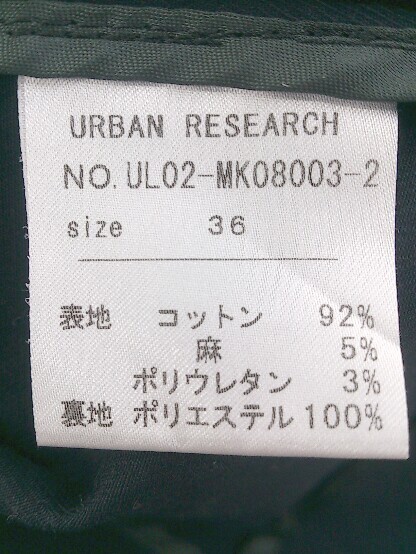 URBAN RESEARCH
NO. UL02-MK08003-2
size 36
表地 コットン 92%
麻 5%
ポリウレタン 3%
裏地 ポリエステル 100%